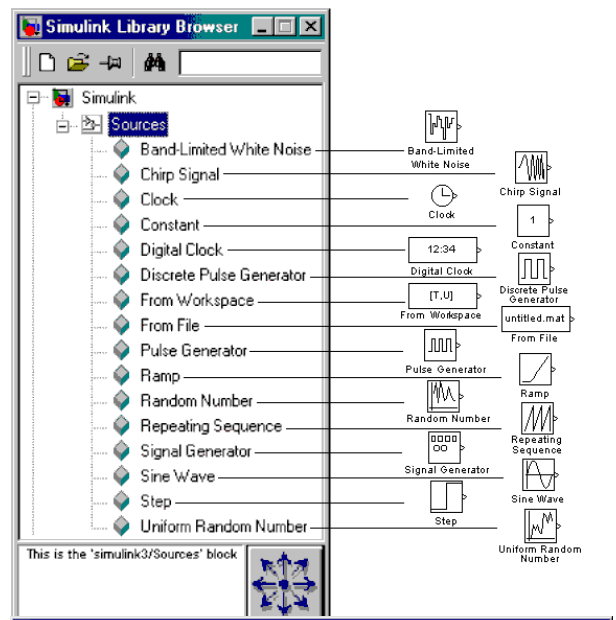 Simulink Library Browser
Simulink
Sources
Band-Limited White Noise
Chirp Signal
Clock
Constant
Digital Clock
Discrete Pulse Generator
From Workspace
From File
Pulse Generator
Ramp
Random Number
Repeating Sequence
Signal Generator
Sine Wave
Step
Uniform Random Number
This is the 'simulink3/Sources' block
Band-Limited
White Noise
Chirp Signal
Clock
1
Constant
12:34
Digital Clock
Discrete Pulse
Generator
[T,U]
From Workspace
untitled.mat
From File
Pulse Generator
Ramp
Random Number
Repeating
Sequence
Signal Generator
Sine Wave
Step
Uniform Random
Number